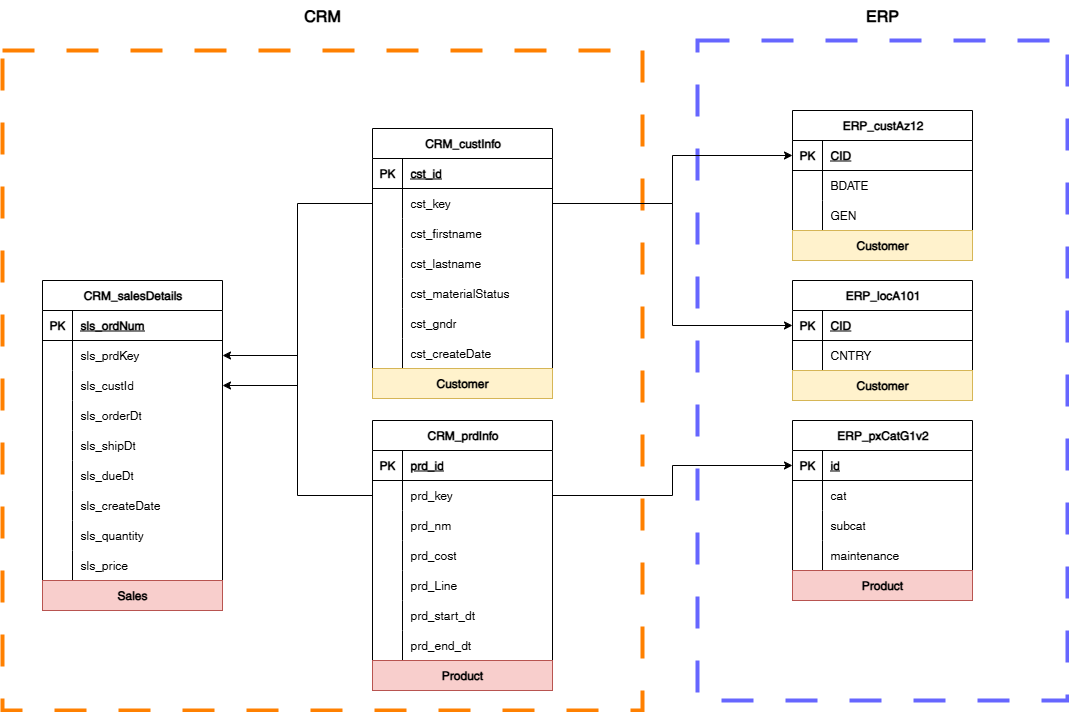 CRM
ERP
CRM_custInfo
PK cst_id
cst_key
cst_firstname
cst_lastname
cst_materialStatus
cst_gndr
cst_createDate
Customer
CRM_salesDetails
PK sls_ordNum
sls_prdKey
sls_custId
sls_orderDt
sls_shipDt
sls_dueDt
sls_createDate
sls_quantity
sls_price
Sales
CRM_prdInfo
PK prd_id
prd_key
prd_nm
prd_cost
prd_Line
prd_start_dt
prd_end_dt
Product
ERP_custAz12
PK CID
BDATE
GEN
Customer
ERP_locA101
PK CID
CNTRY
Customer
ERP_pxCatG1v2
PK id
cat
subcat
maintenance
Product